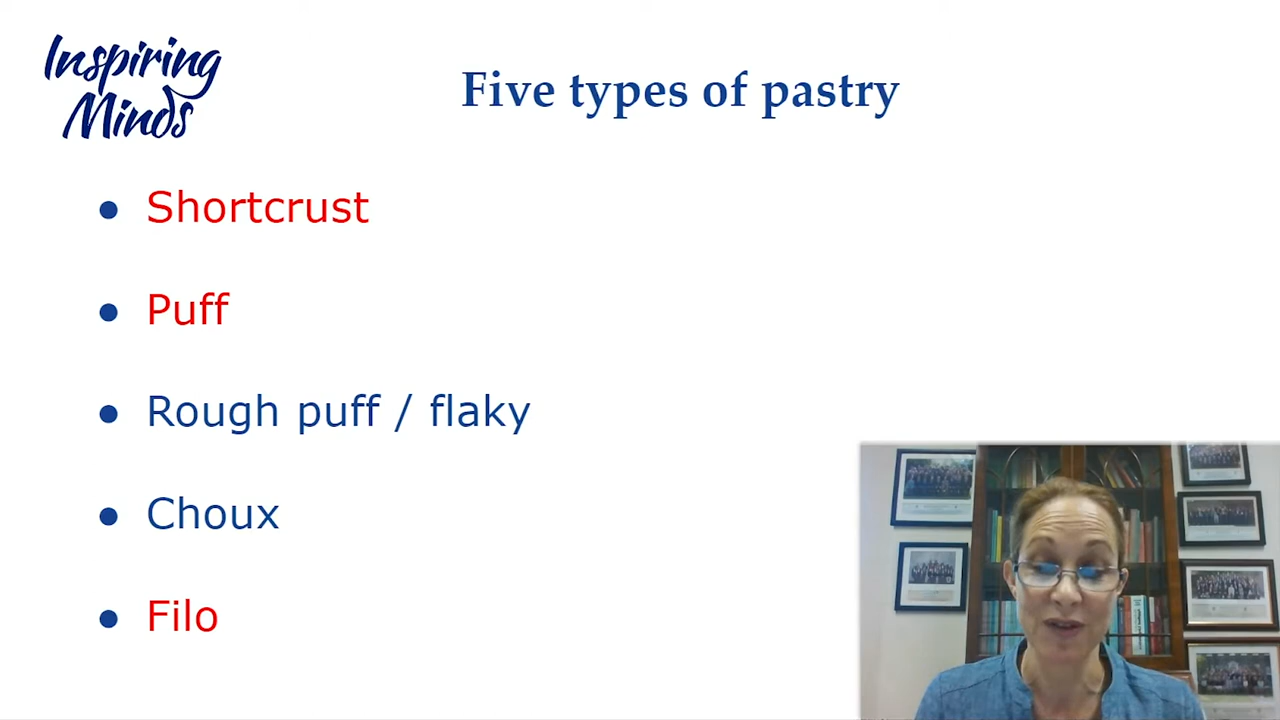 Inspiring
Minds
Five types of pastry
● Shortcrust
● Puff
● Rough puff / flaky
● Choux
● Filo